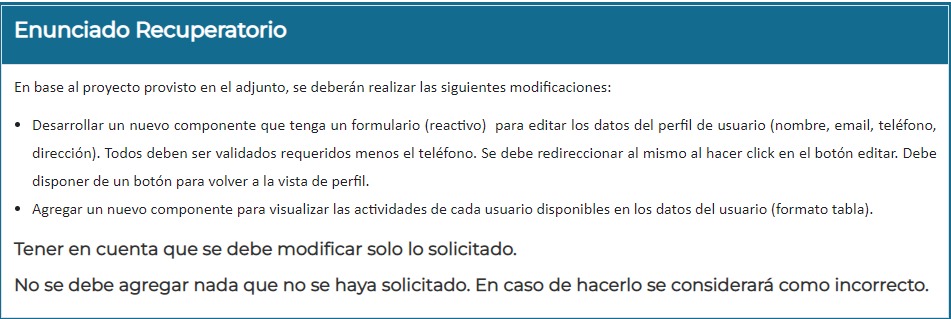 Enunciado Recuperatorio
En base al proyecto provisto en el adjunto, se deberán realizar las siguientes modificaciones:
• Desarrollar un nuevo componente que tenga un formulario (reactivo) para editar los datos del perfil de usuario (nombre, email, teléfono,
dirección). Todos deben ser validados requeridos menos el teléfono. Se debe redireccionar al mismo al hacer click en el botón editar. Debe
disponer de un botón para volver a la vista de perfil.
• Agregar un nuevo componente para visualizar las actividades de cada usuario disponibles en los datos del usuario (formato tabla).
Tener en cuenta que se debe modificar solo lo solicitado.
No se debe agregar nada que no se haya solicitado. En caso de hacerlo se considerará como incorrecto.